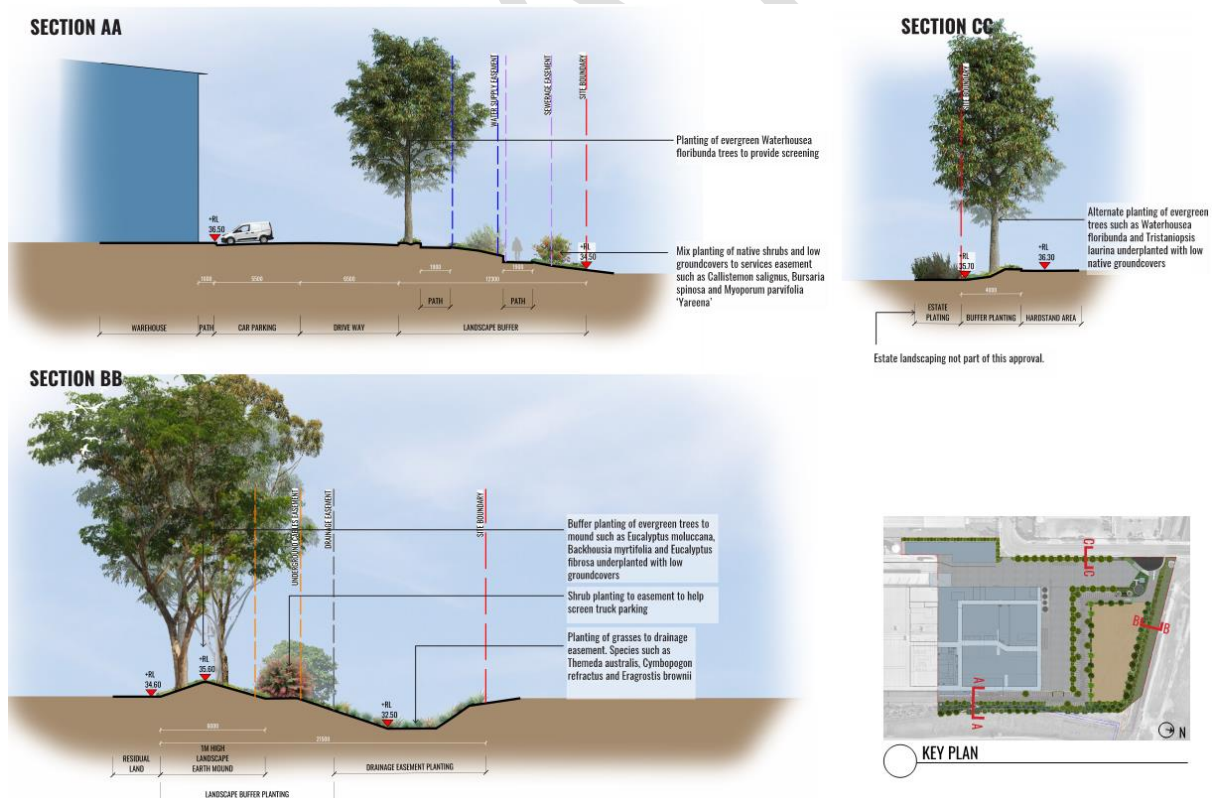 SECTION AA
WATER SUPPLY EASEMENT
SEWERAGE EASEMENT
SITE BOUNDARY
Planting of evergreen Waterhousea
floribunda trees to provide screening
+RL
36.50
Mix planting of native shrubs and low
groundcovers to services easement
such as Callistemon salignus, Bursaria
spinosa and Myoporum parvifolia
'Yareena'
+RL
34.50
5500
6500
12300
1500
1500
PATH
PATH
WAREHOUSE
PATH
CAR PARKING
DRIVE WAY
LANDSCAPE BUFFER
SECTION CC
SITE BOUNDARY
Alternate planting of evergreen
trees such as Waterhousea
floribunda and Tristaniopsis
laurina underplanted with low
native groundcovers
+RL
35.70
+RL
36.30
4000
ESTATE
PLATING
BUFFER PLANTING
HARDSTAND AREA
Estate landscaping not part of this approval.
SECTION BB
UNDERGROUND CABLES EASEMENT
DRAINAGE EASEMENT
SITE BOUNDARY
Buffer planting of evergreen trees to
mound such as Eucalyptus moluccana,
Backhousia myrtifolia and Eucalyptus
fibrosa underplanted with low
groundcovers
Shrub planting to easement to help
screen truck parking
Planting of grasses to drainage
easement. Species such as
Themeda australis, Cymbopogon
refractus and Eragrostis brownii
+RL
34.60
+RL
35.60
+RL
32.50
RESIDUAL
LAND
1M HIGH
LANDSCAPE
EARTH MOUND
DRAINAGE EASEMENT PLANTING
LANDSCAPE BUFFER PLANTING
C
C
B
B
A
A
N
KEY PLAN